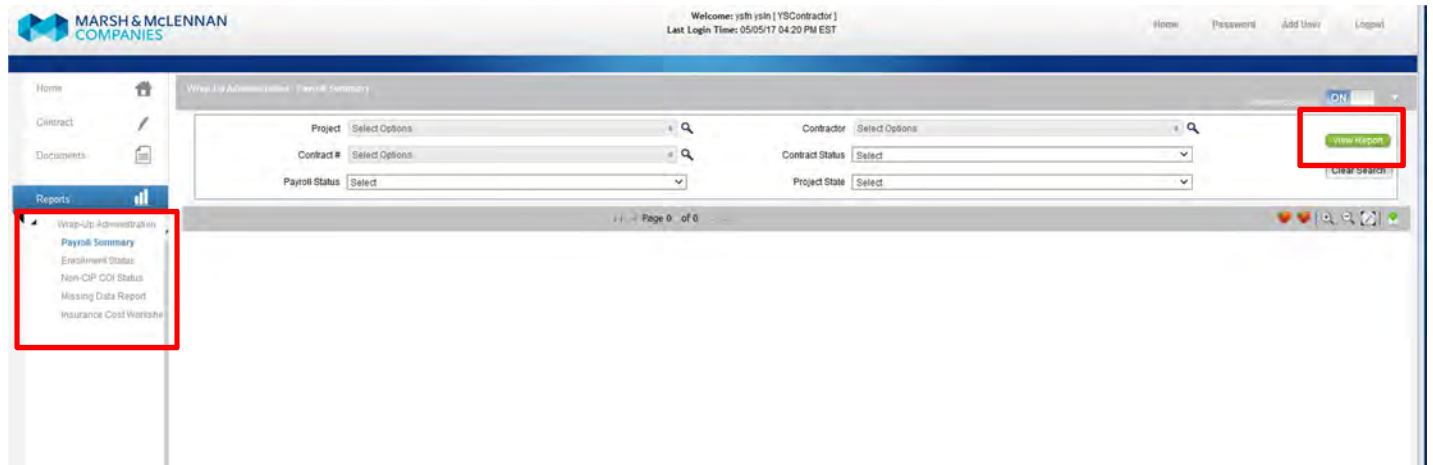 MARSH & McLENNAN
COMPANIES
Welcome: ysfn ysln [ YSContractor ]
Last Login Time: 05/05/17 04:20 PM EST
Home Password Add User Logout
Home
Contract
Documents
Reports
Wrap-Up Administration
Payroll Summary
Enrollment Status
Non-CIP COI Status
Missing Data Report
Insurance Cost Workshe
Wrap-Up Administration : Payroll Summary
ON
Project Select Options Contractor Select Options
View Report
Contract # Select Options Contract Status Select
Clear Search
Payroll Status Select Project State Select
Page 0 of 0